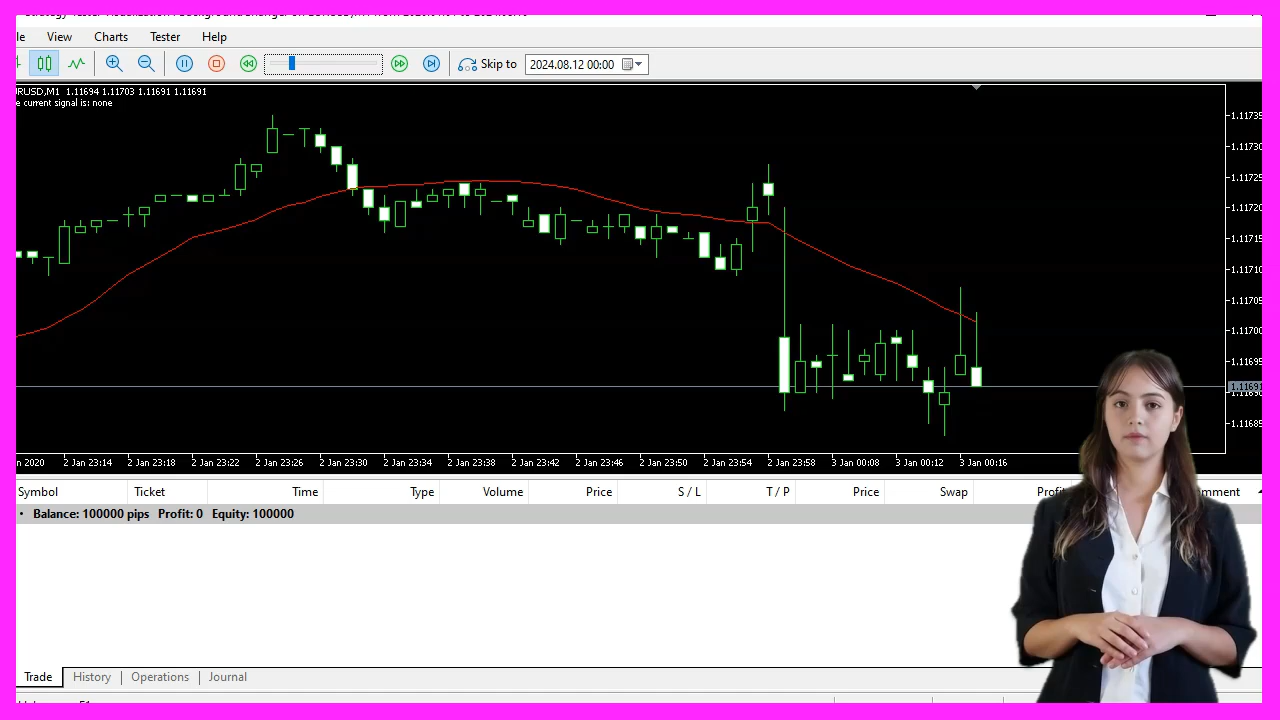 le View Charts Tester Help
Skip to 2024.08.12 00:00
RUSD,M1 1.11694 1.11703 1.11691 1.11691
e current signal is: none
1.11735
1.11730
1.11725
1.11720
1.11715
1.11710
1.11705
1.11700
1.11695
1.11691
1.11685
n 2020 2 Jan 23:14 2 Jan 23:18 2 Jan 23:22 2 Jan 23:26 2 Jan 23:30 2 Jan 23:34 2 Jan 23:38 2 Jan 23:42 2 Jan 23:46 2 Jan 23:50 2 Jan 23:54 2 Jan 23:58 3 Jan 00:08 3 Jan 00:12 3 Jan 00:16
Symbol Ticket Time Type Volume Price S / L T / P Price Swap Profit mment
• Balance: 100000 pips Profit: 0 Equity: 100000
Trade History Operations Journal